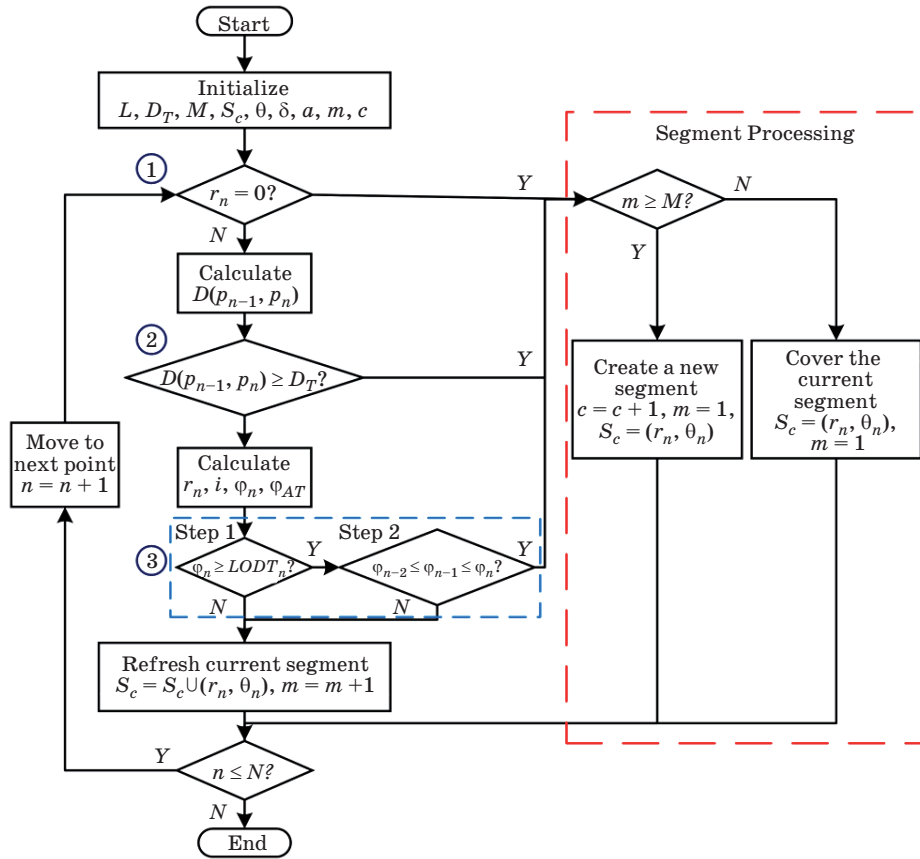 Start
Initialize
L, D_T, M, S_c, θ, δ, a, m, c
Segment Processing
1
r_n = 0?
Y
m ≥ M?
N
N
Y
Calculate
D(p_{n−1}, p_n)
2
D(p_{n−1}, p_n) ≥ D_T?
Y
Create a new
segment
c = c + 1, m = 1,
S_c = (r_n, θ_n)
Cover the
current
segment
S_c = (r_n, θ_n),
m = 1
Move to
next point
n = n + 1
Calculate
r_n, i, φ_n, φ_{AT}
Step 1
Step 2
3
φ_n ≥ LODT_n?
Y
φ_{n−2} ≤ φ_{n−1} ≤ φ_n?
Y
N
N
Refresh current segment
S_c = S_c∪(r_n, θ_n), m = m +1
Y
n ≤ N?
N
End